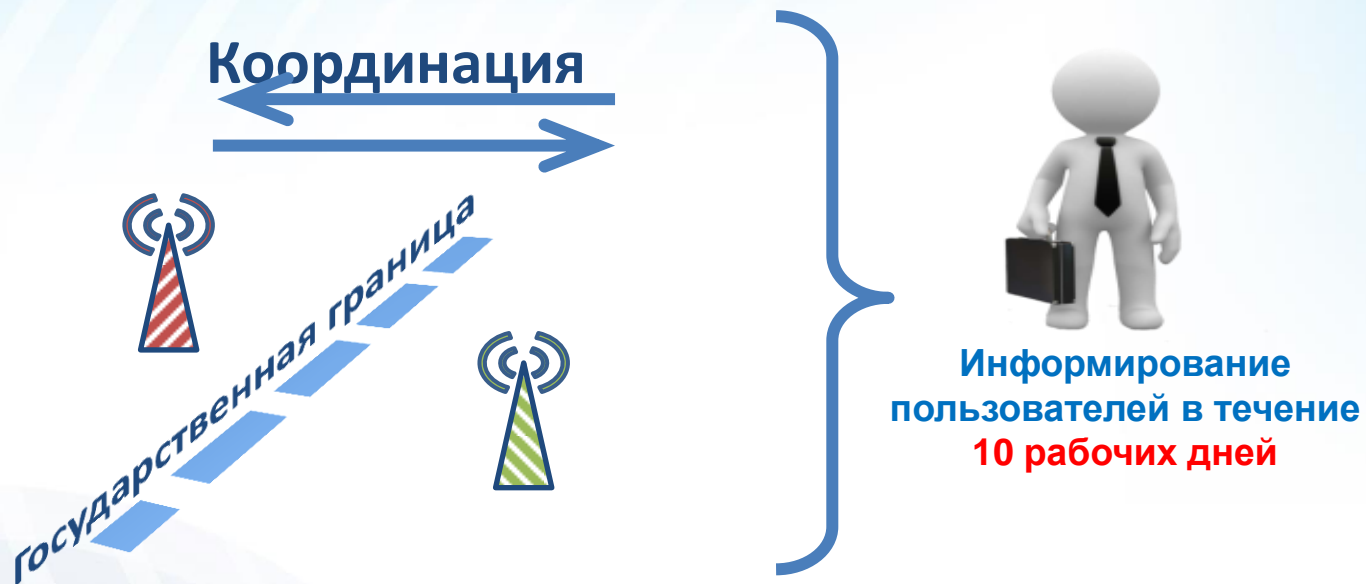 Координация
Государственная граница
Информирование
пользователей в течение
10 рабочих дней